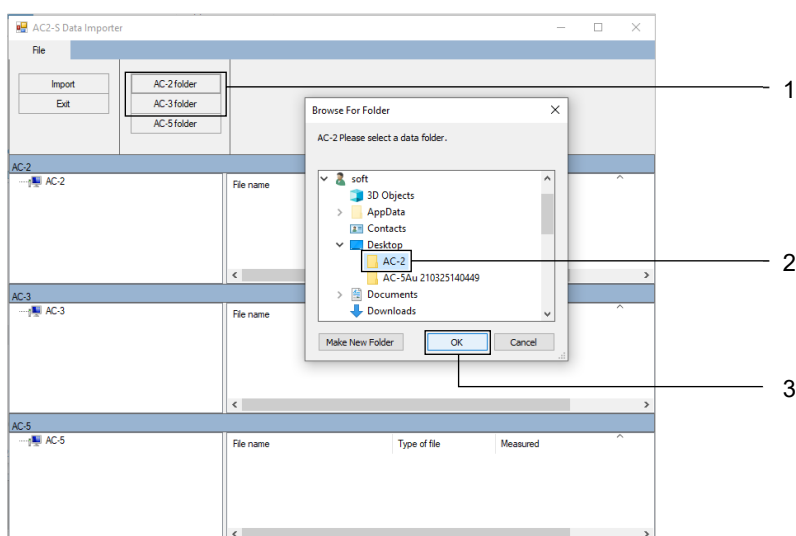 AC2-S Data Importer
File
Import
Exit
AC-2 folder
AC-3 folder
AC-5 folder
1
Browse For Folder
AC-2 Please select a data folder.
soft
3D Objects
AppData
Contacts
Desktop
AC-2
AC-5Au 210325140449
Documents
Downloads
Make New Folder
OK
Cancel
2
3
AC-2
AC-2
File name
AC-3
AC-3
File name
AC-5
AC-5
File name
Type of file
Measured